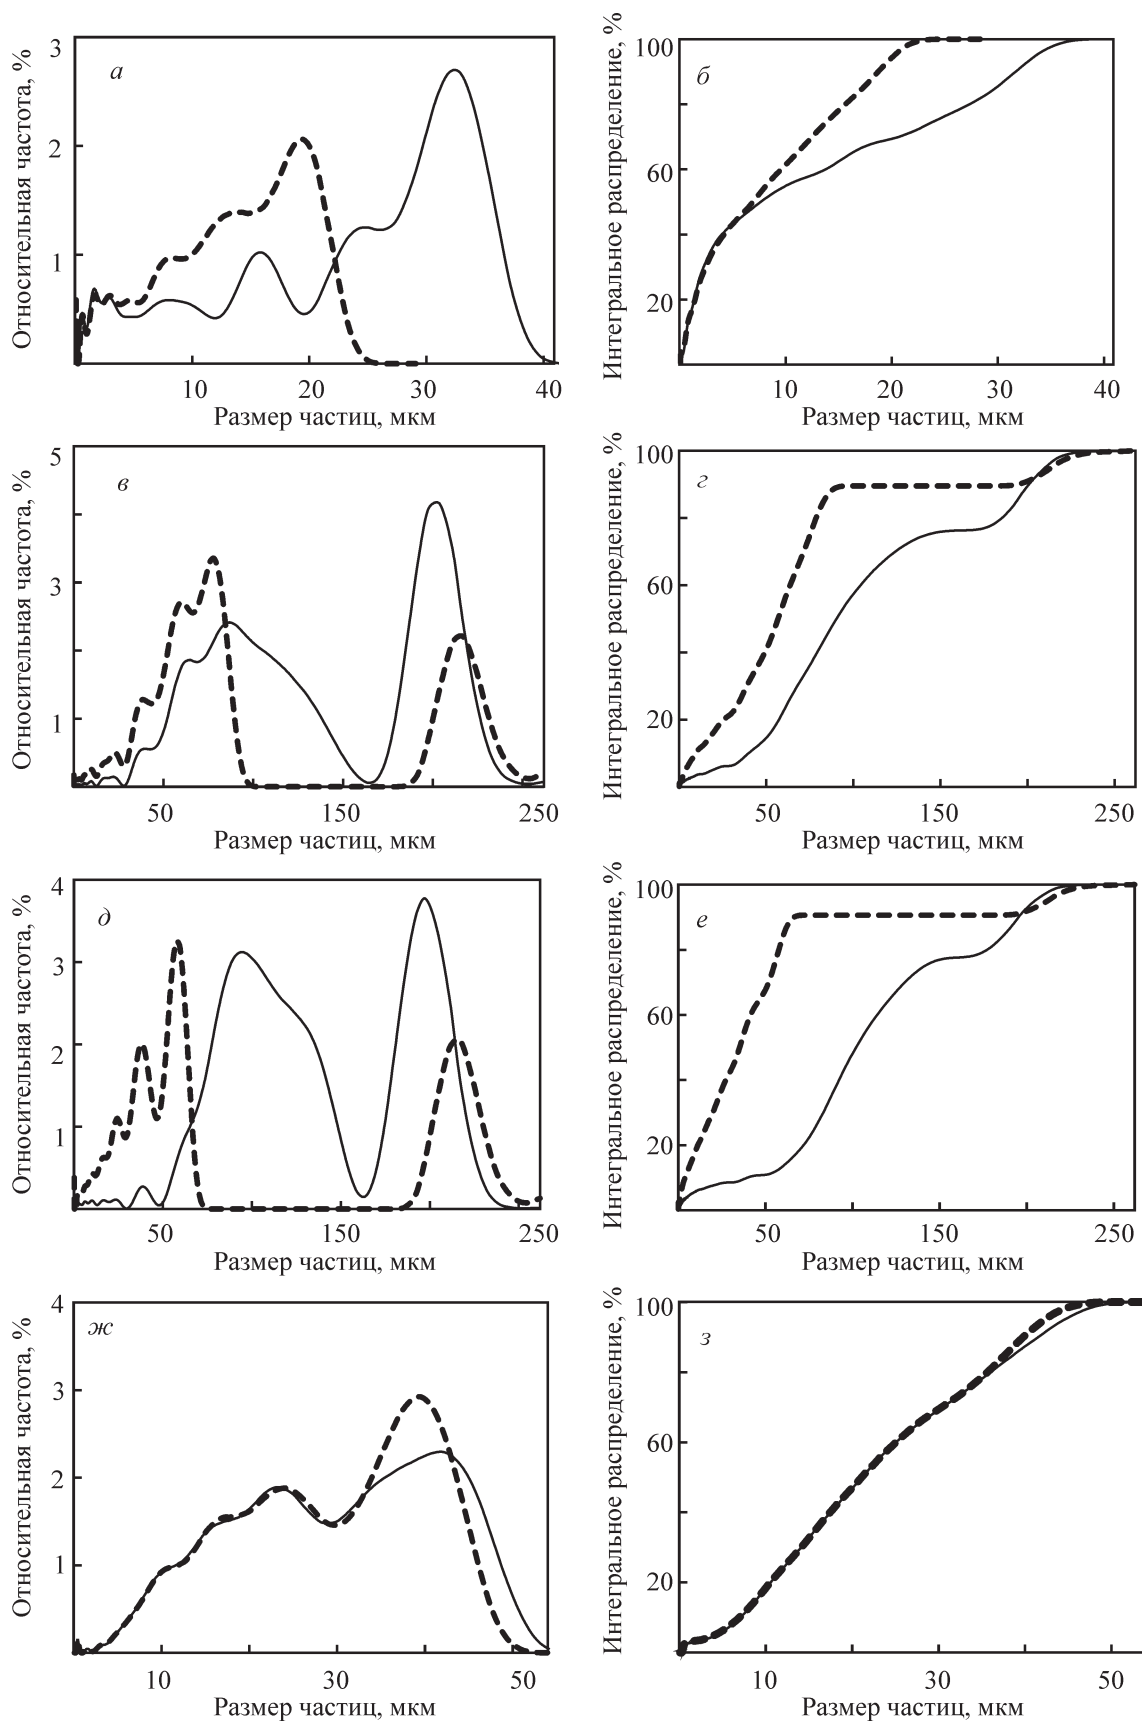 Относительная частота, %
3
2
1
а
10
20
30
40
Размер частиц, мкм
Интегральное распределение, %
100
60
20
б
10
20
30
40
Размер частиц, мкм
Относительная частота, %
5
3
1
в
50
150
250
Размер частиц, мкм
Интегральное распределение, %
100
60
20
г
50
150
250
Размер частиц, мкм
Относительная частота, %
4
3
2
1
д
50
150
250
Размер частиц, мкм
Интегральное распределение, %
100
60
20
е
50
150
250
Размер частиц, мкм
Относительная частота, %
4
3
2
1
ж
10
30
50
Размер частиц, мкм
Интегральное распределение, %
100
60
20
з
10
30
50
Размер частиц, мкм